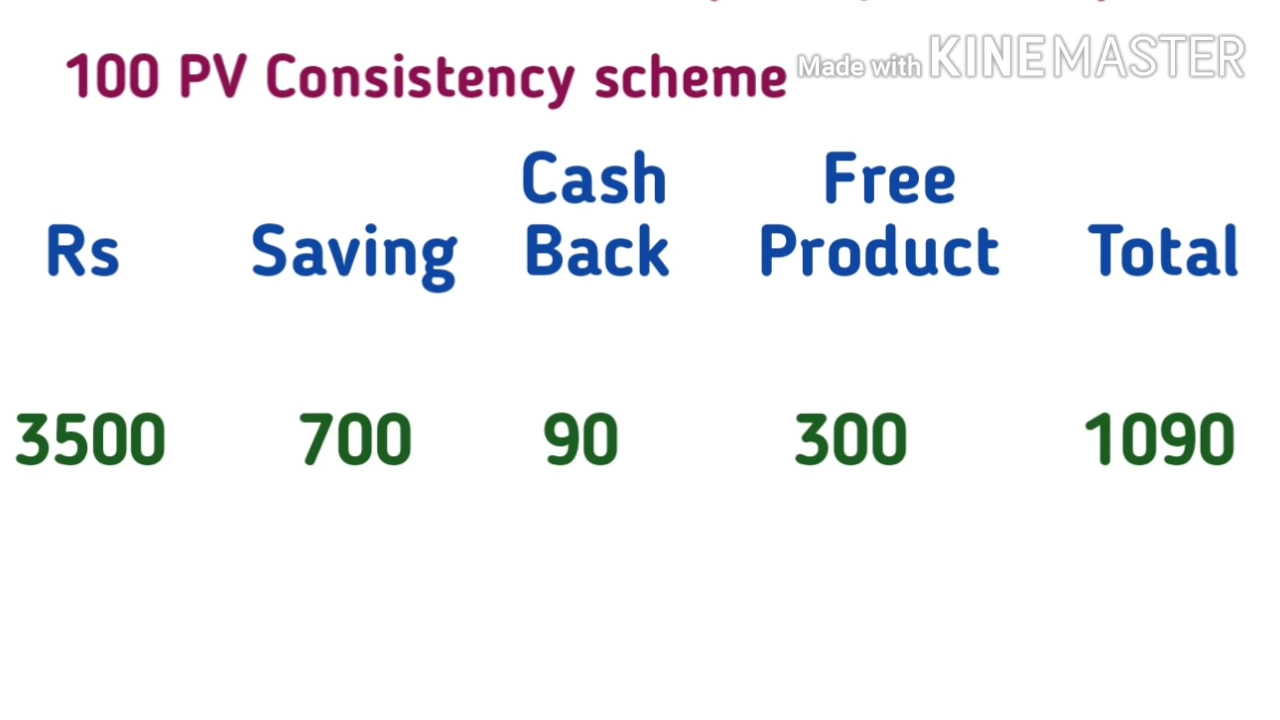 100 PV Consistency scheme
Made with KINEMASTER
Cash Free
Rs Saving Back Product Total
3500 700 90 300 1090